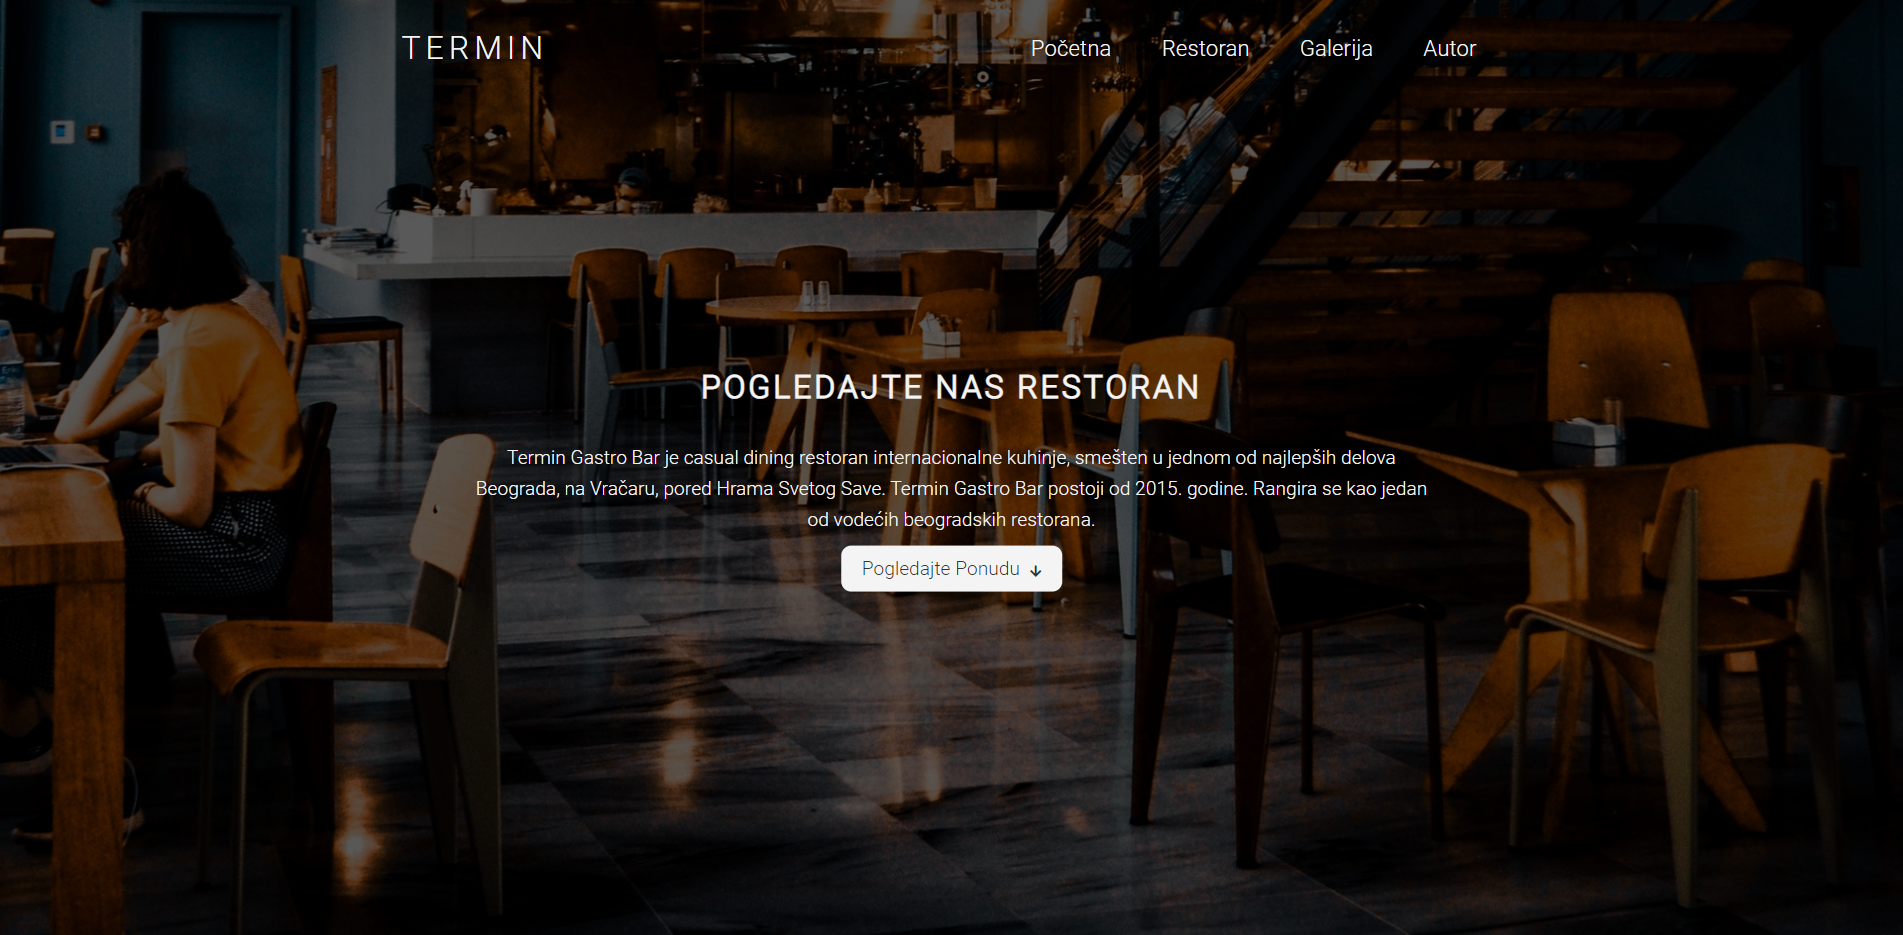 TERMIN
Početna Restoran Galerija Autor
POGLEDAJTE NAS RESTORAN
Termin Gastro Bar je casual dining restoran internacionalne kuhinje, smešten u jednom od najlepših delova
Beograda, na Vračaru, pored Hrama Svetog Save. Termin Gastro Bar postoji od 2015. godine. Rangira se kao jedan
od vodećih beogradskih restorana.
Pogledajte Ponudu